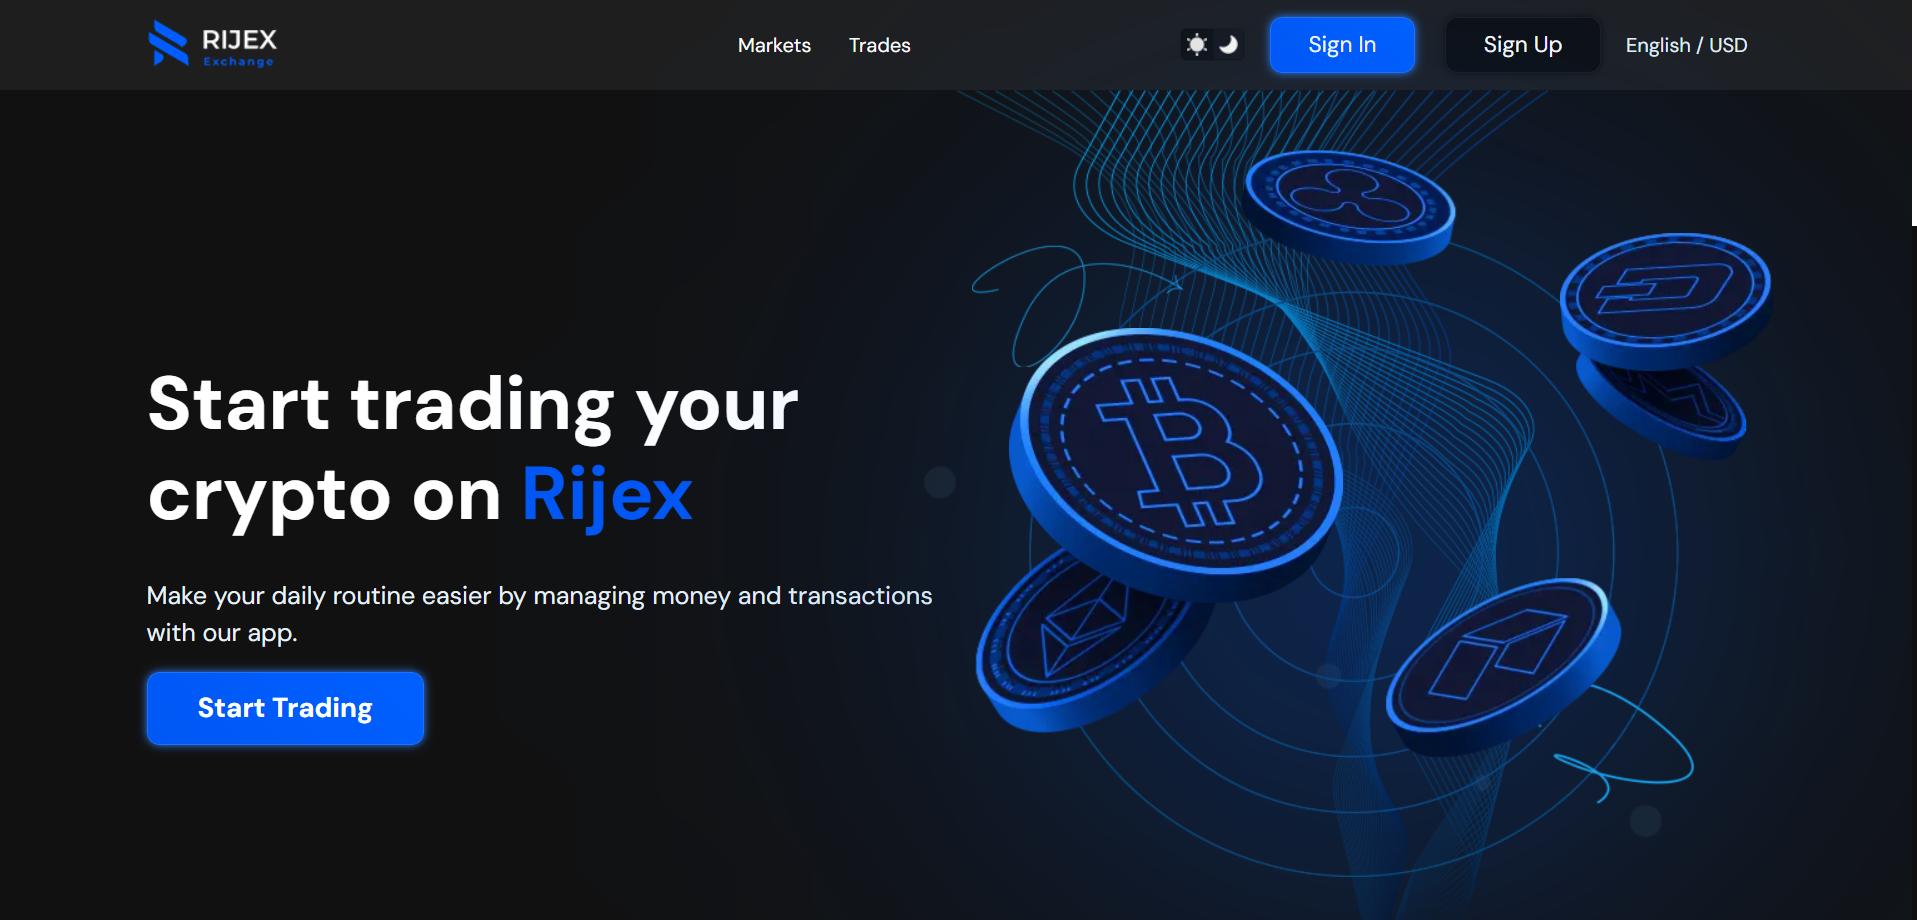 RIJEX
Exchange
Markets
Trades
Sign In
Sign Up
English / USD
Start trading your
crypto on Rijex
Make your daily routine easier by managing money and transactions
with our app.
Start Trading